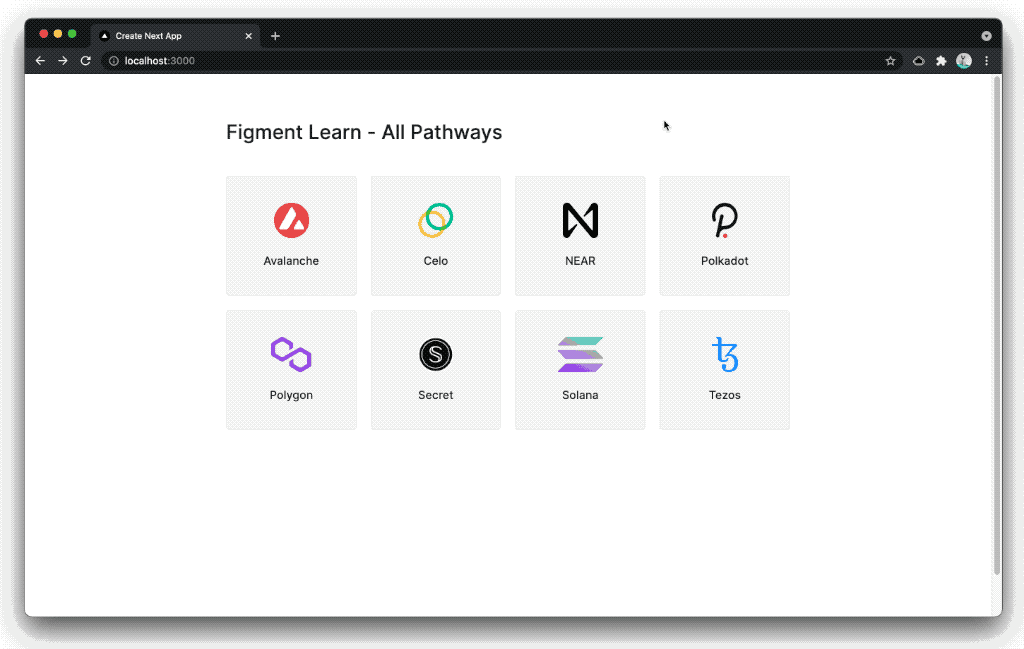 Create Next App
localhost:3000
Figment Learn - All Pathways
Avalanche
Celo
NEAR
Polkadot
Polygon
Secret
Solana
Tezos